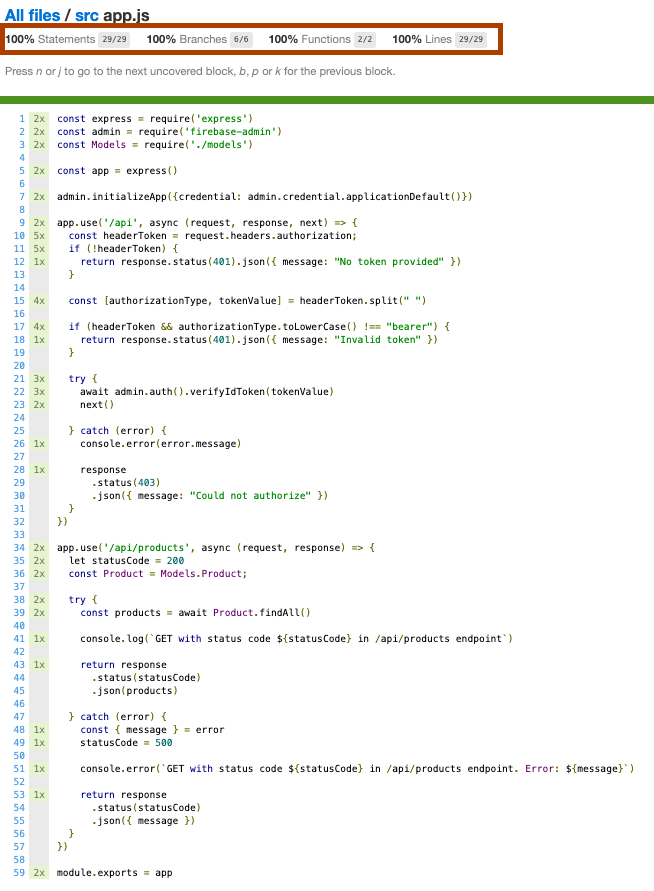 All files / src app.js
100% Statements 29/29 100% Branches 6/6 100% Functions 2/2 100% Lines 29/29
Press n or j to go to the next uncovered block, b, p or k for the previous block.
1 2x const express = require('express')
2 2x const admin = require('firebase-admin')
3 2x const Models = require('./models')
4
5 2x const app = express()
6
7 2x admin.initializeApp({credential: admin.credential.applicationDefault()})
8
9 2x app.use('/api', async (request, response, next) => {
10 5x const headerToken = request.headers.authorization;
11 5x if (!headerToken) {
12 1x return response.status(401).json({ message: "No token provided" })
13 }
14
15 4x const [authorizationType, tokenValue] = headerToken.split(" ")
16
17 4x if (headerToken && authorizationType.toLowerCase() !== "bearer") {
18 1x return response.status(401).json({ message: "Invalid token" })
19 }
20
21 3x try {
22 3x await admin.auth().verifyIdToken(tokenValue)
23 2x next()
24
25 } catch (error) {
26 1x console.error(error.message)
27
28 1x response
29 .status(403)
30 .json({ message: "Could not authorize" })
31 }
32 })
33
34 2x app.use('/api/products', async (request, response) => {
35 2x let statusCode = 200
36 2x const Product = Models.Product;
37
38 2x try {
39 2x const products = await Product.findAll()
40
41 1x console.log(`GET with status code ${statusCode} in /api/products endpoint`)
42
43 1x return response
44 .status(statusCode)
45 .json(products)
46
47 } catch (error) {
48 1x const { message } = error
49 1x statusCode = 500
50
51 1x console.error(`GET with status code ${statusCode} in /api/products endpoint. Error: ${message}`)
52
53 1x return response
54 .status(statusCode)
55 .json({ message })
56 }
57 })
58
59 2x module.exports = app